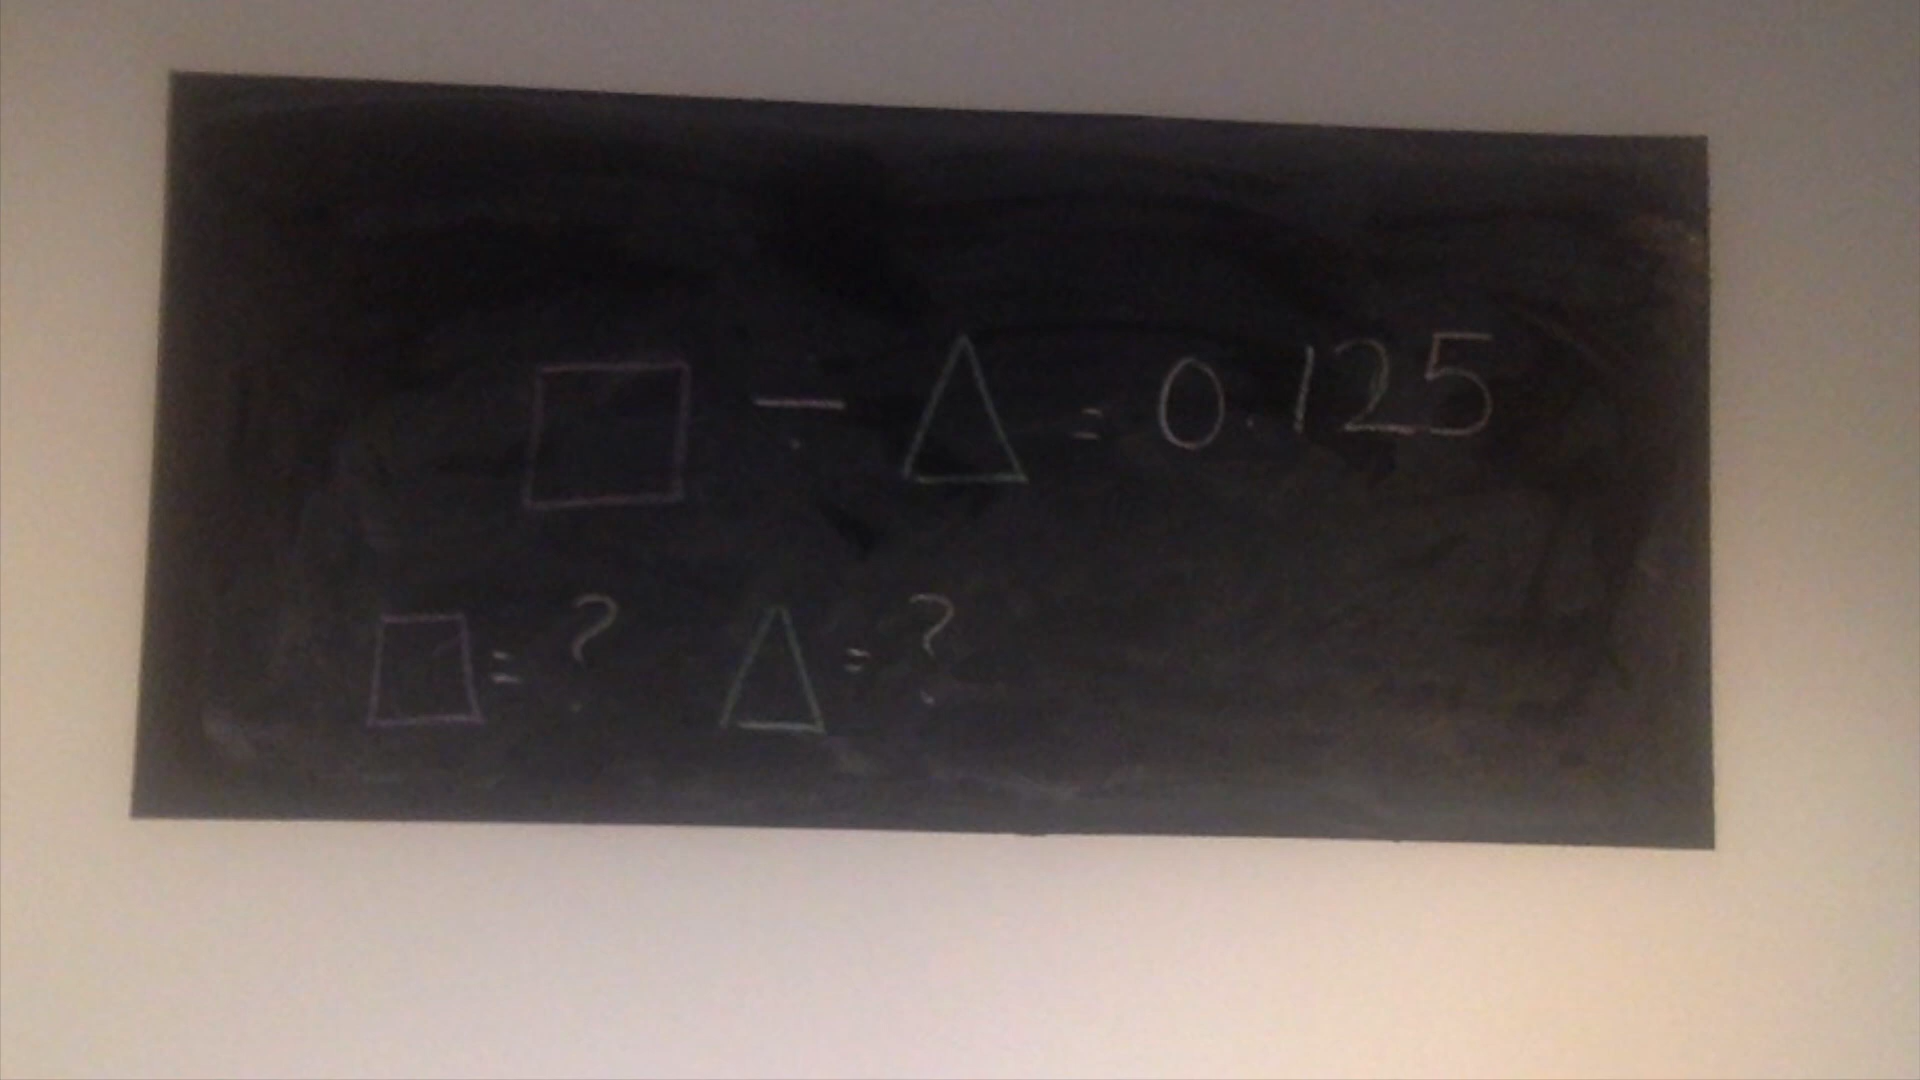 □ ÷ △ = 0.125
□ = ? △ = ?